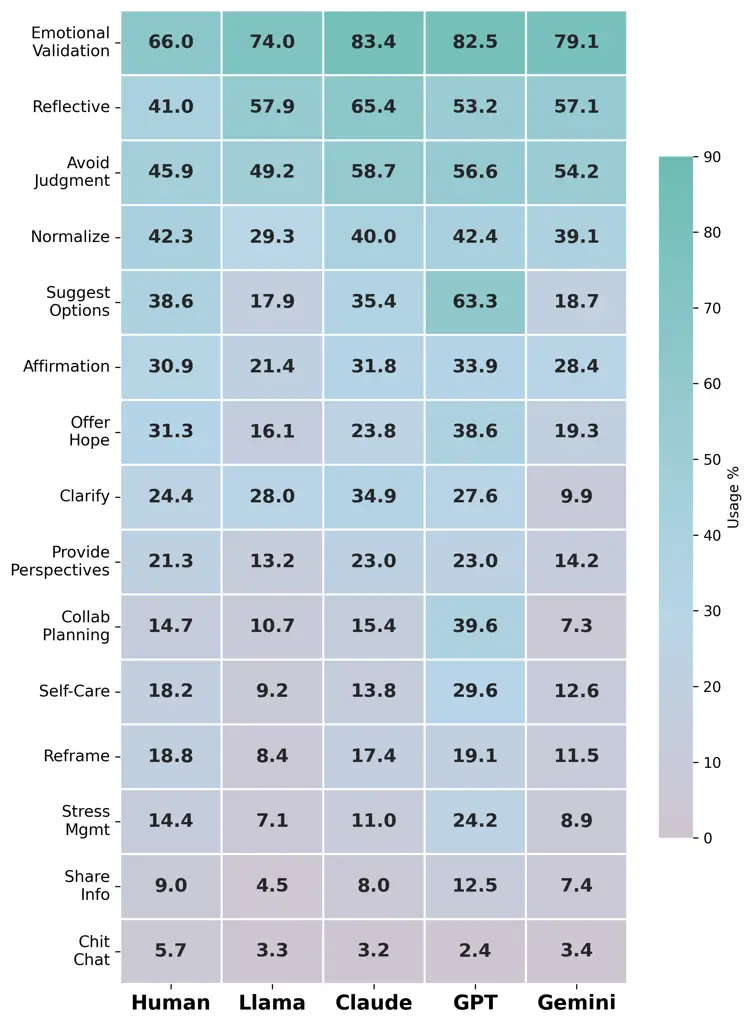 Emotional
Validation
66.0 74.0 83.4 82.5 79.1
Reflective
41.0 57.9 65.4 53.2 57.1
Avoid
Judgment
45.9 49.2 58.7 56.6 54.2
Normalize
42.3 29.3 40.0 42.4 39.1
Suggest
Options
38.6 17.9 35.4 63.3 18.7
Affirmation
30.9 21.4 31.8 33.9 28.4
Offer
Hope
31.3 16.1 23.8 38.6 19.3
Clarify
24.4 28.0 34.9 27.6 9.9
Provide
Perspectives
21.3 13.2 23.0 23.0 14.2
Collab
Planning
14.7 10.7 15.4 39.6 7.3
Self-Care
18.2 9.2 13.8 29.6 12.6
Reframe
18.8 8.4 17.4 19.1 11.5
Stress
Mgmt
14.4 7.1 11.0 24.2 8.9
Share
Info
9.0 4.5 8.0 12.5 7.4
Chit
Chat
5.7 3.3 3.2 2.4 3.4
Human Llama Claude GPT Gemini
90
80
70
60
50
40
30
20
10
0
Usage %